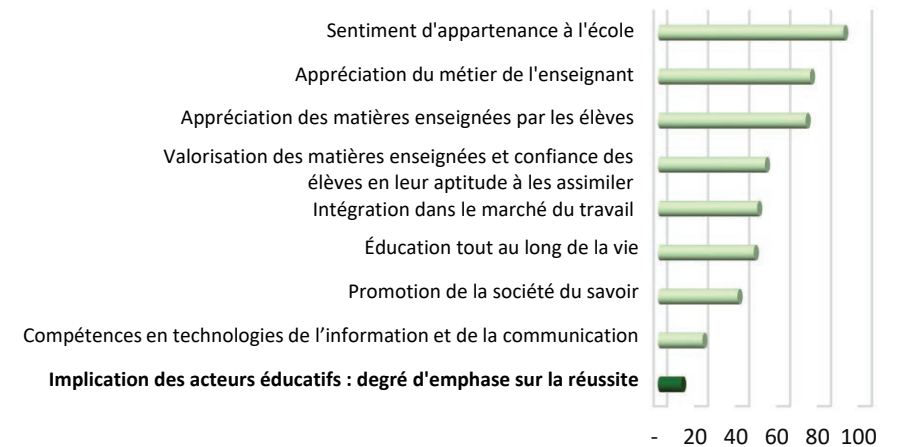 Sentiment d'appartenance à l'école
Appréciation du métier de l'enseignant
Appréciation des matières enseignées par les élèves
Valorisation des matières enseignées et confiance des
élèves en leur aptitude à les assimiler
Intégration dans le marché du travail
Éducation tout au long de la vie
Promotion de la société du savoir
Compétences en technologies de l’information et de la communication
Implication des acteurs éducatifs : degré d'emphase sur la réussite
- 20 40 60 80 100